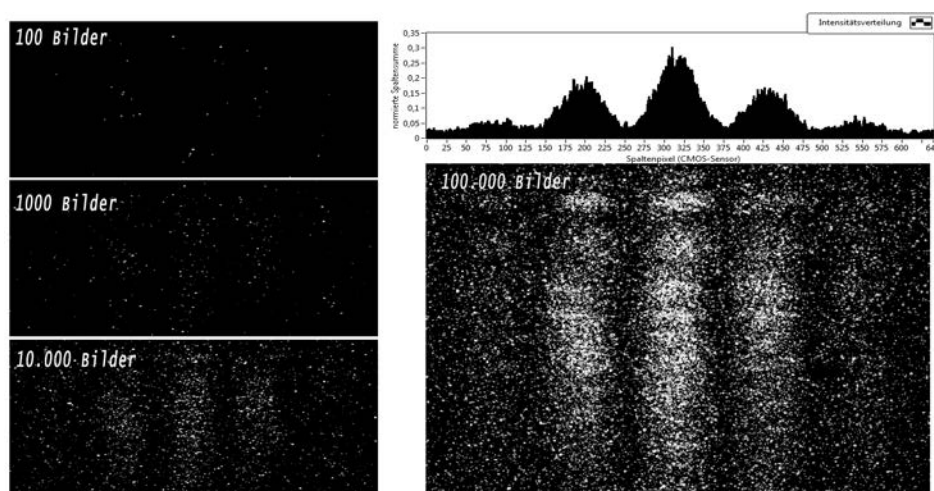 100 Bilder
1000 Bilder
10.000 Bilder
Intensitätsverteilung
normierte Spaltensumme
0,35
0,3
0,25
0,2
0,15
0,1
0,05
0
0 25 50 75 100 125 150 175 200 225 250 275 300 325 350 375 400 425 450 475 500 525 550 575 600 64
Spaltenpixel (CMOS-Sensor)
100.000 Bilder